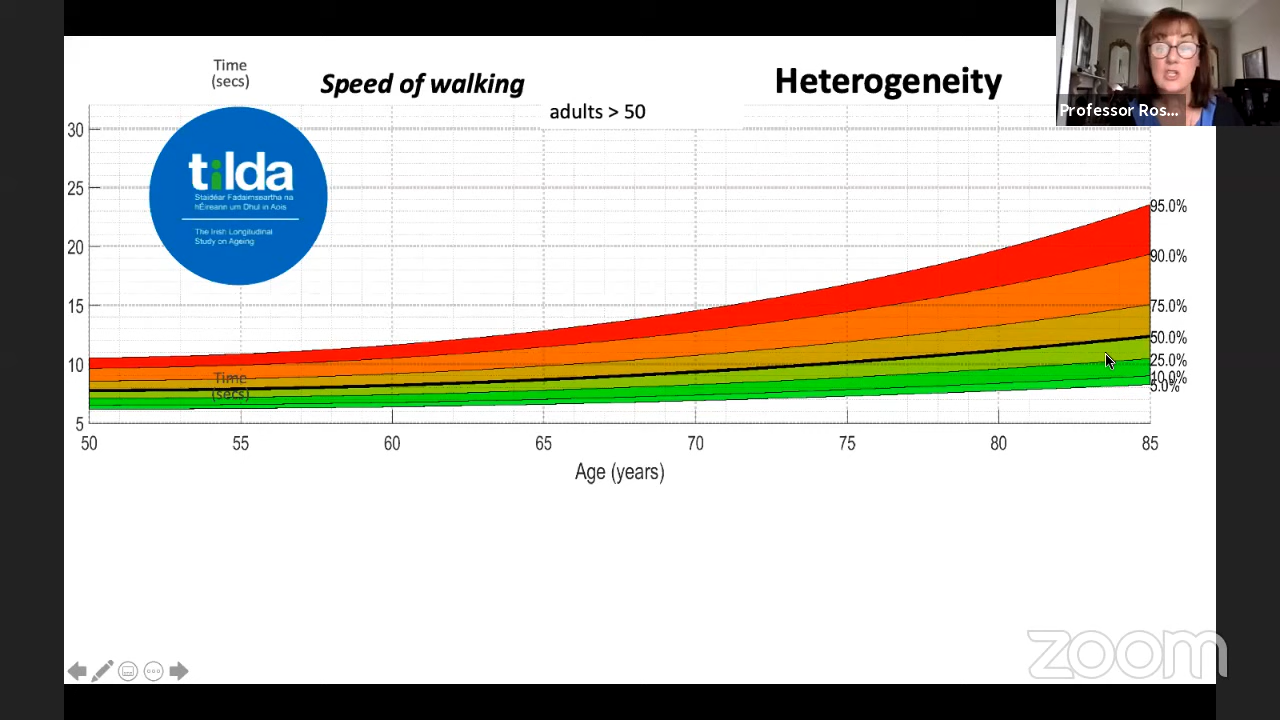 Time
(secs)
Speed of walking
Heterogeneity
adults > 50
Professor Ros...
tilda
Staidéar Fadaimseartha na
hÉireann um Dhul in Aois
The Irish Longitudinal
Study on Ageing
30
25
20
15
10
5
Time
(secs)
95.0%
90.0%
75.0%
50.0%
25.0%
10.0%
5.0%
50 55 60 65 70 75 80 85
Age (years)
zoom